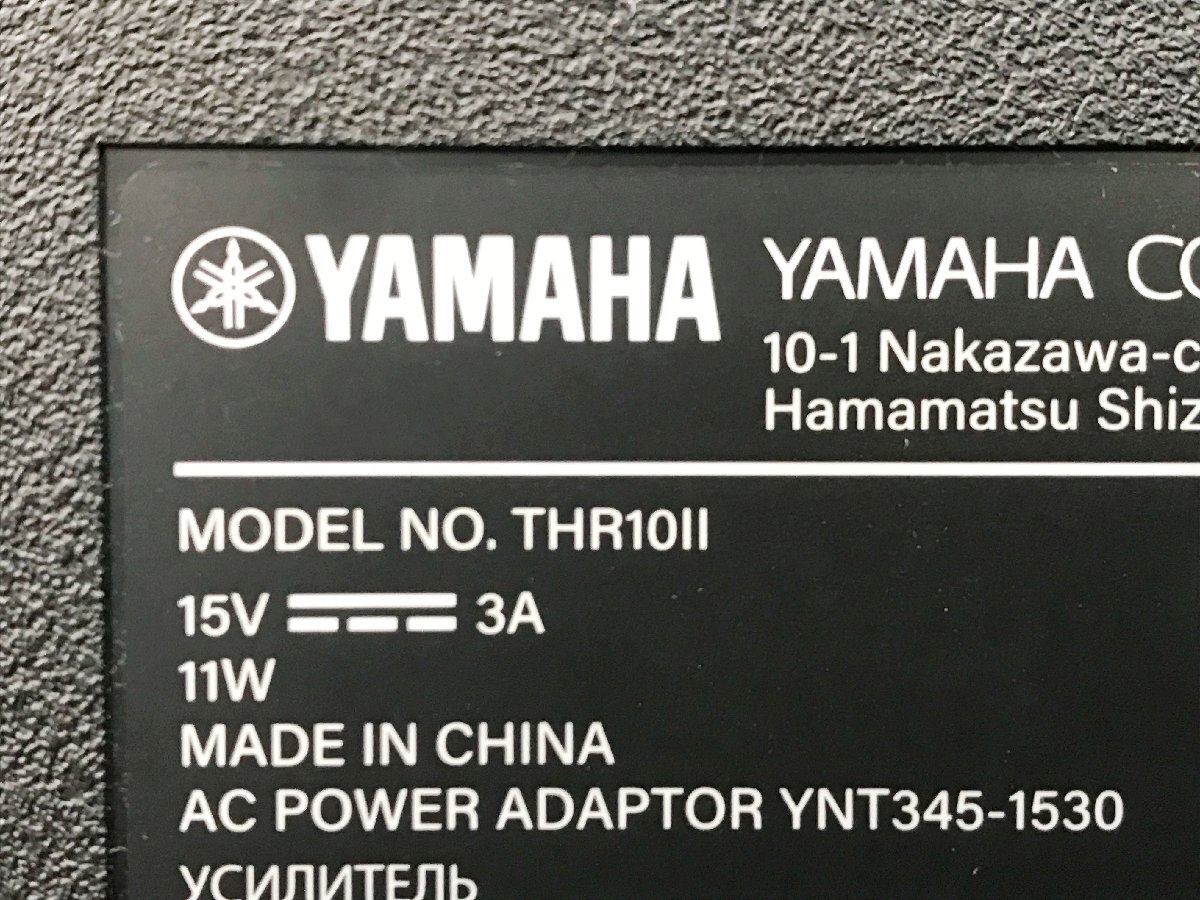 YAMAHA
YAMAHA
10-1 Nakazawa-c
Hamamatsu Shiz
MODEL NO. THR10II
15V ⎓ 3A
11W
MADE IN CHINA
AC POWER ADAPTOR YNT345-1530
УСИЛИТЕЛЬ